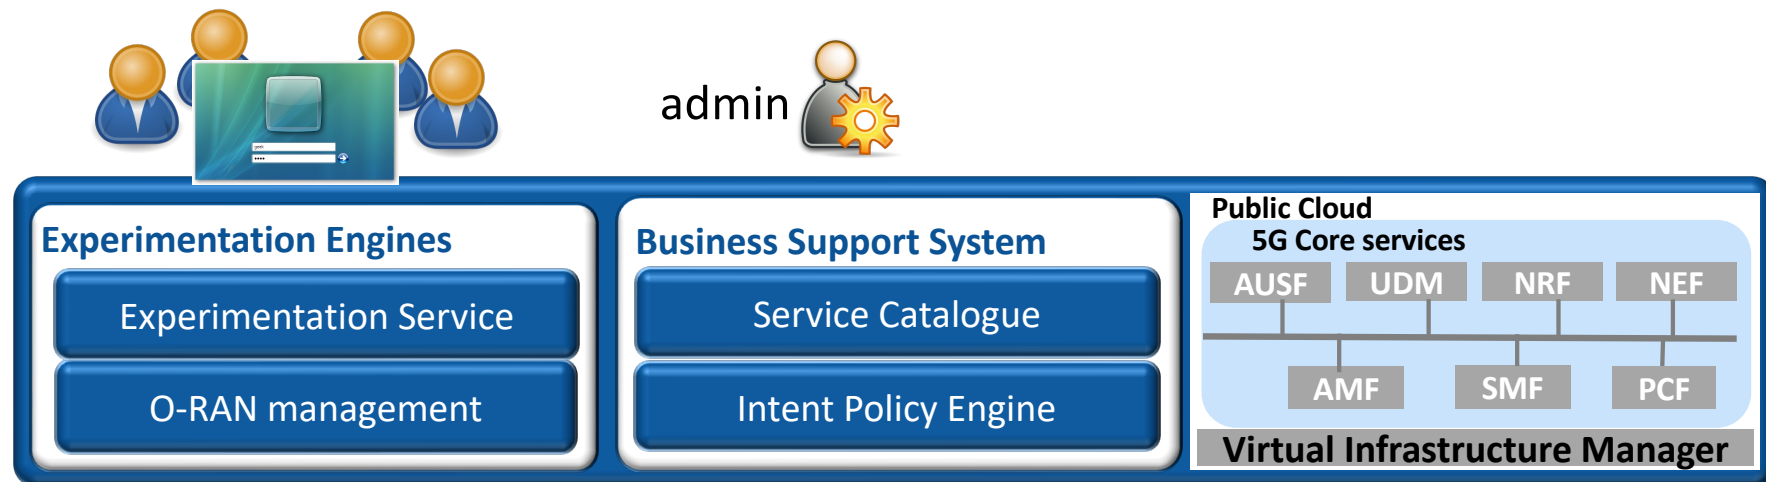 admin
geek
Experimentation Engines
Experimentation Service
O-RAN management
Business Support System
Service Catalogue
Intent Policy Engine
Public Cloud
5G Core services
AUSF UDM NRF NEF
AMF SMF PCF
Virtual Infrastructure Manager